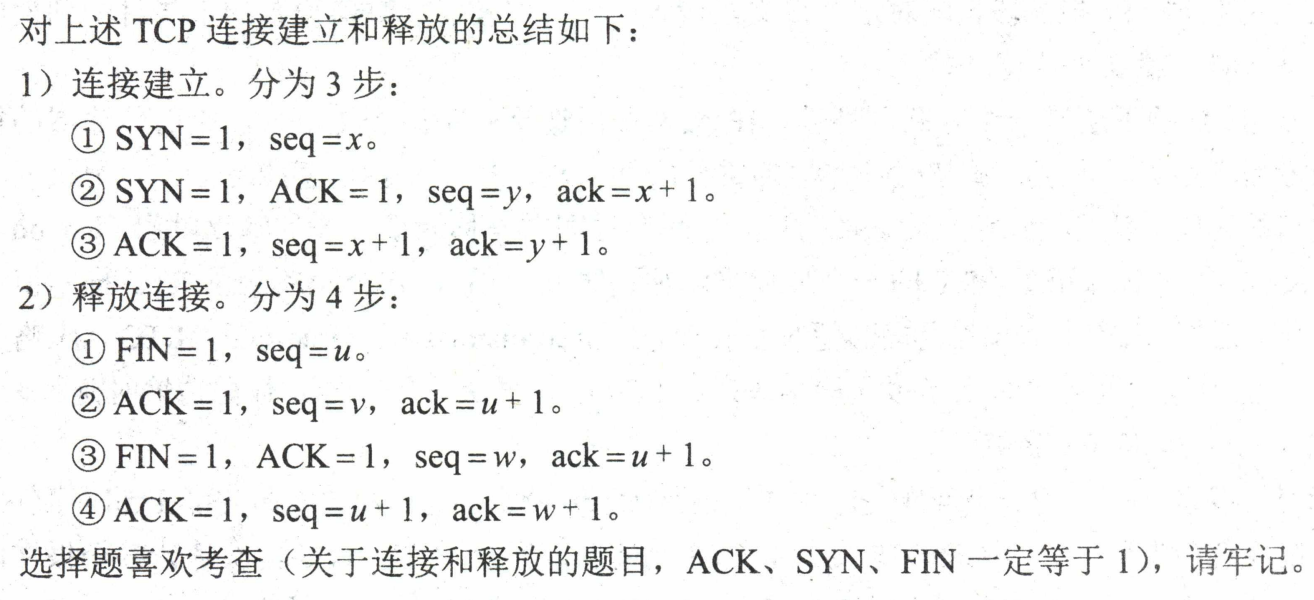 对上述 TCP 连接建立和释放的总结如下：
1）连接建立。分为 3 步：
① SYN = 1，seq = x。
② SYN = 1，ACK = 1，seq = y，ack = x + 1。
③ ACK = 1，seq = x + 1，ack = y + 1。
2）释放连接。分为 4 步：
① FIN = 1，seq = u。
② ACK = 1，seq = v，ack = u + 1。
③ FIN = 1，ACK = 1，seq = w，ack = u + 1。
④ ACK = 1，seq = u + 1，ack = w + 1。
选择题喜欢考查（关于连接和释放的题目，ACK、SYN、FIN 一定等于 1），请牢记。